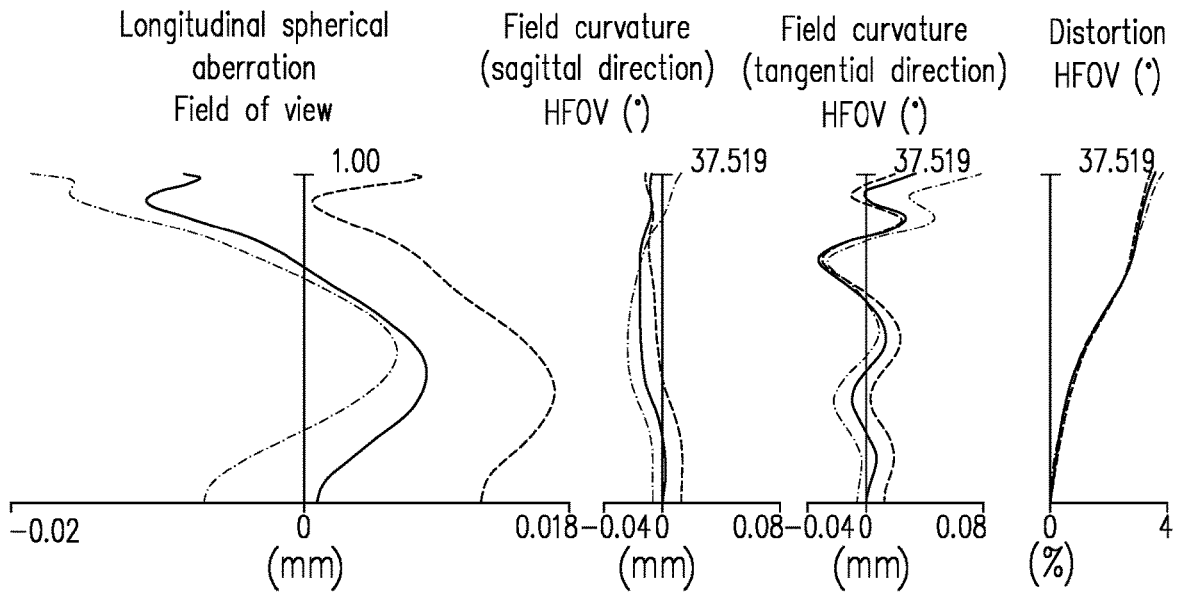 Longitudinal spherical
aberration
Field of view
1.00
−0.02
0
0.018
(mm)
Field curvature
(sagittal direction)
HFOV (°)
37.519
−0.04
0
0.08
(mm)
Field curvature
(tangential direction)
HFOV (°)
37.519
−0.04
0
0.08
(mm)
Distortion
HFOV (°)
37.519
0
4
(%)